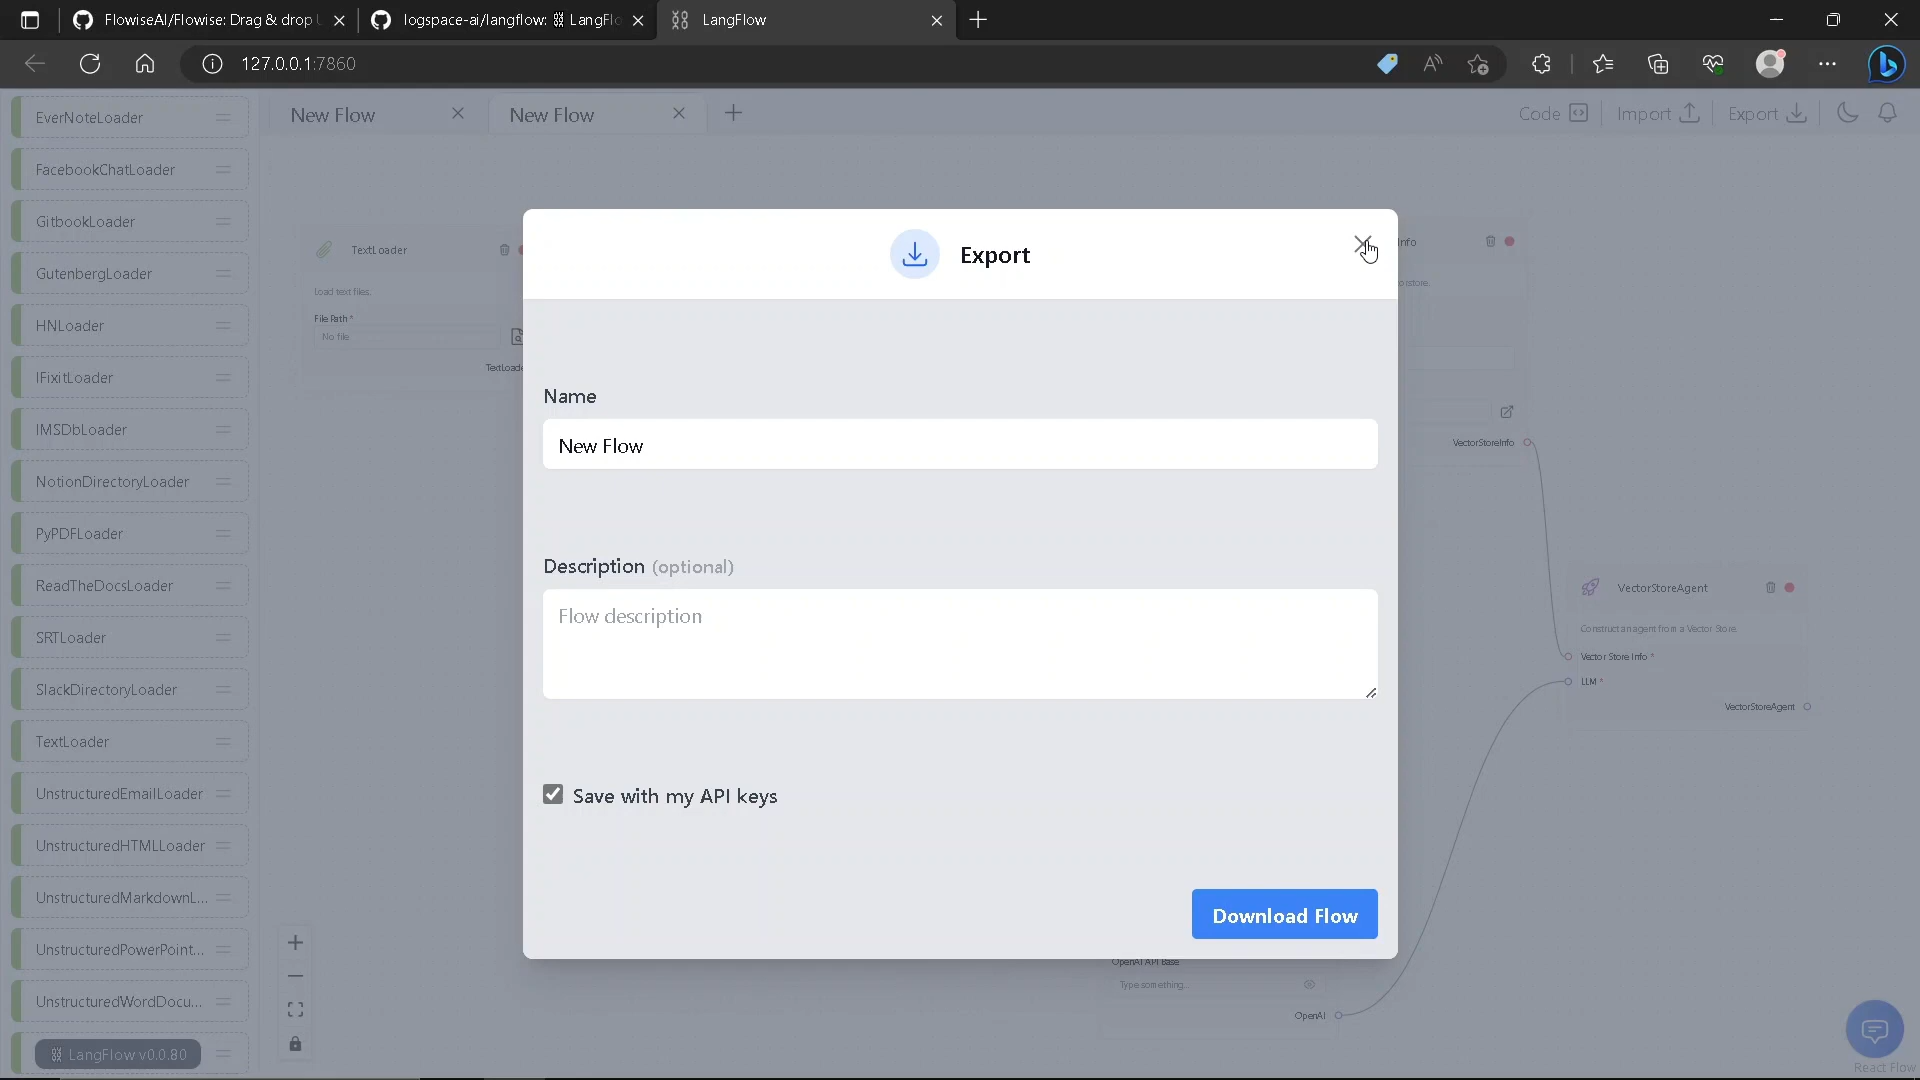 FlowiseAI/Flowise: Drag & drop
logspace-ai/langflow: ⛓ LangFl
LangFlow
127.0.0.1:7860
New Flow
New Flow
Code
Import
Export
EverNoteLoader
FacebookChatLoader
GitbookLoader
GutenbergLoader
HNLoader
IFixitLoader
IMSDbLoader
NotionDirectoryLoader
PyPDFLoader
ReadTheDocsLoader
SRTLoader
SlackDirectoryLoader
TextLoader
UnstructuredEmailLoader
UnstructuredHTMLLoader
UnstructuredMarkdownL...
UnstructuredPowerPoint...
UnstructuredWordDocu...
⛓ LangFlow v0.0.80
TextLoader
Load text files.
File Path *
No file
TextLoade
Export
Name
New Flow
Description (optional)
Flow description
Save with my API keys
Download Flow
nfo
VectorStoreInfo
VectorStoreAgent
Construct an agent from a Vector Store.
Vector Store Info *
LLM *
VectorStoreAgent
OpenAI API Base
Type something...
OpenAI
React Flow